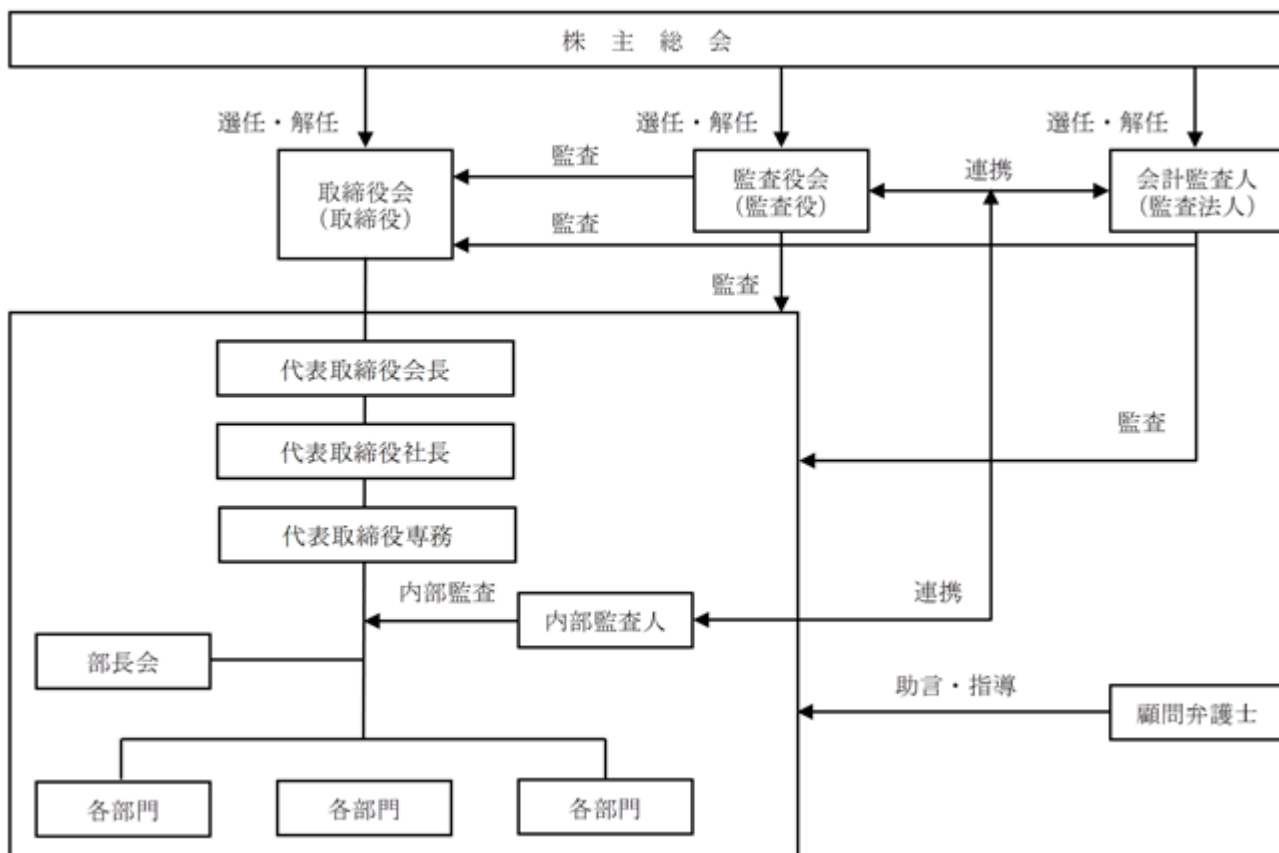 株主総会
選任・解任
選任・解任
選任・解任
監査
取締役会
(取締役)
監査役会
(監査役)
連携
会計監査人
(監査法人)
監査
監査
代表取締役会長
代表取締役社長
監査
代表取締役専務
内部監査
内部監査人
連携
部長会
助言・指導
顧問弁護士
各部門
各部門
各部門